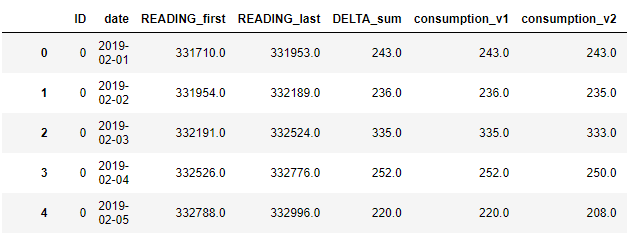 ID date READING_first READING_last DELTA_sum consumption_v1 consumption_v2
0 0 2019-02-01 331710.0 331953.0 243.0 243.0 243.0
1 0 2019-02-02 331954.0 332189.0 236.0 236.0 235.0
2 0 2019-02-03 332191.0 332524.0 335.0 335.0 333.0
3 0 2019-02-04 332526.0 332776.0 252.0 252.0 250.0
4 0 2019-02-05 332788.0 332996.0 220.0 220.0 208.0